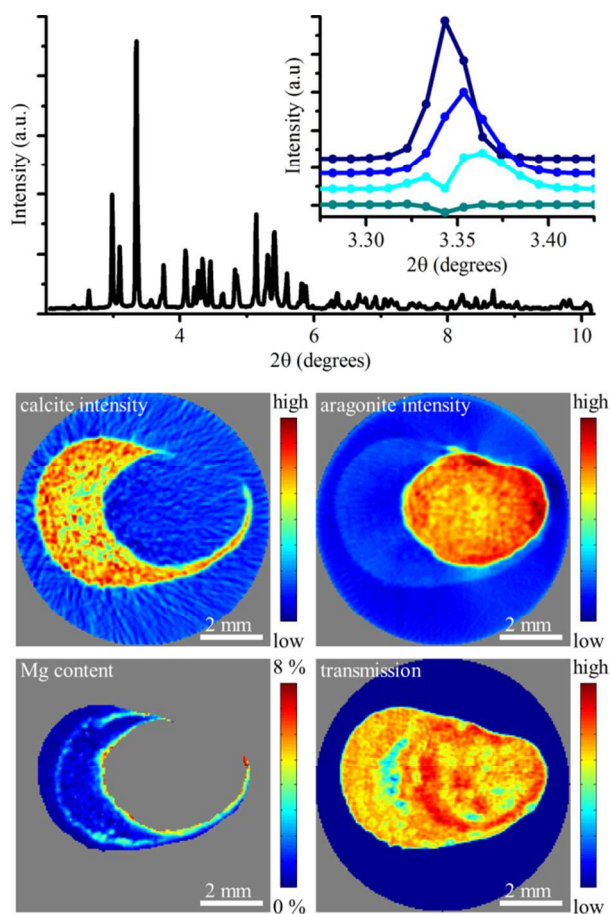 Intensity (a.u.)
4
6
8
10
2θ (degrees)
Intensity (a.u)
3.30
3.35
3.40
2θ (degrees)
calcite intensity
high
low
2 mm
aragonite intensity
high
low
2 mm
Mg content
8 %
0 %
2 mm
transmission
high
low
2 mm